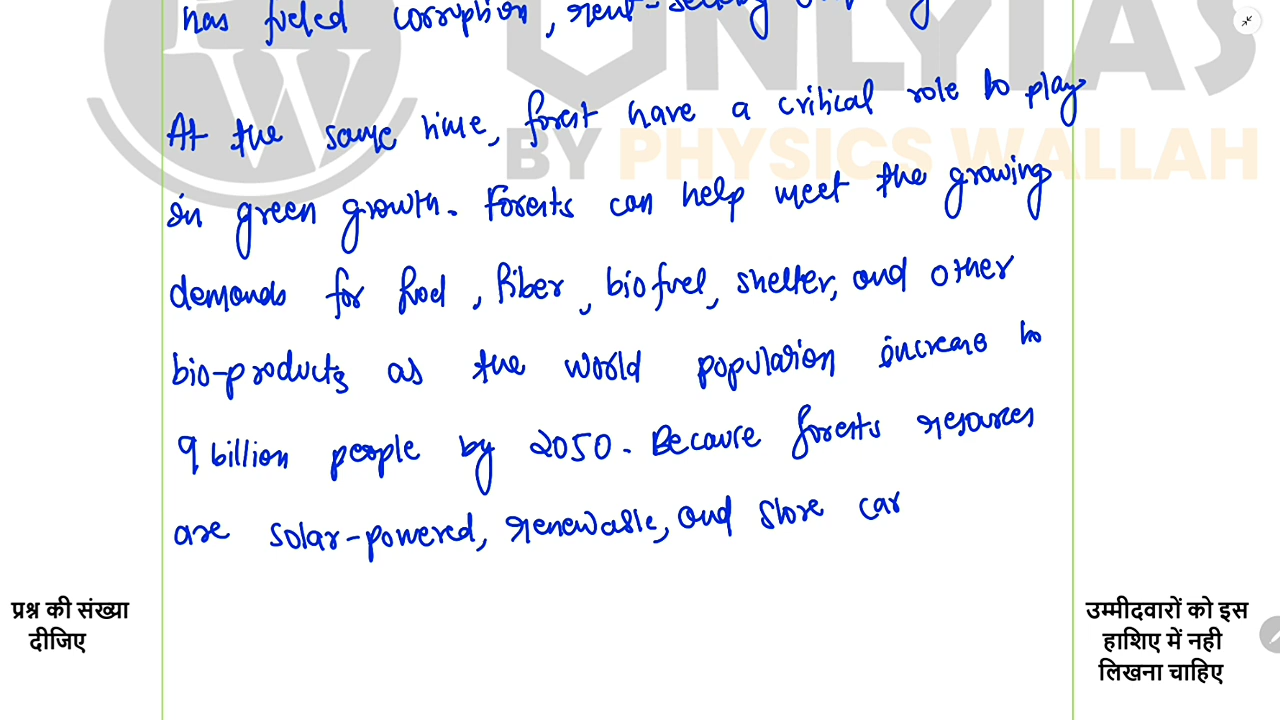 has fueled corruption, rent-seeking
ONLYIAS
BY PHYSICS WALLAH
At the same time, forest have a critical role to play
in green growth. Forests can help meet the growing
demands for food, fiber, biofuel, shelter, and other
bio-products as the world population increase to
9 billion people by 2050. Because forests resources
are solar-powered, renewable, and store car
प्रश्न की संख्या
दीजिए
उम्मीदवारों को इस
हाशिए में नही
लिखना चाहिए